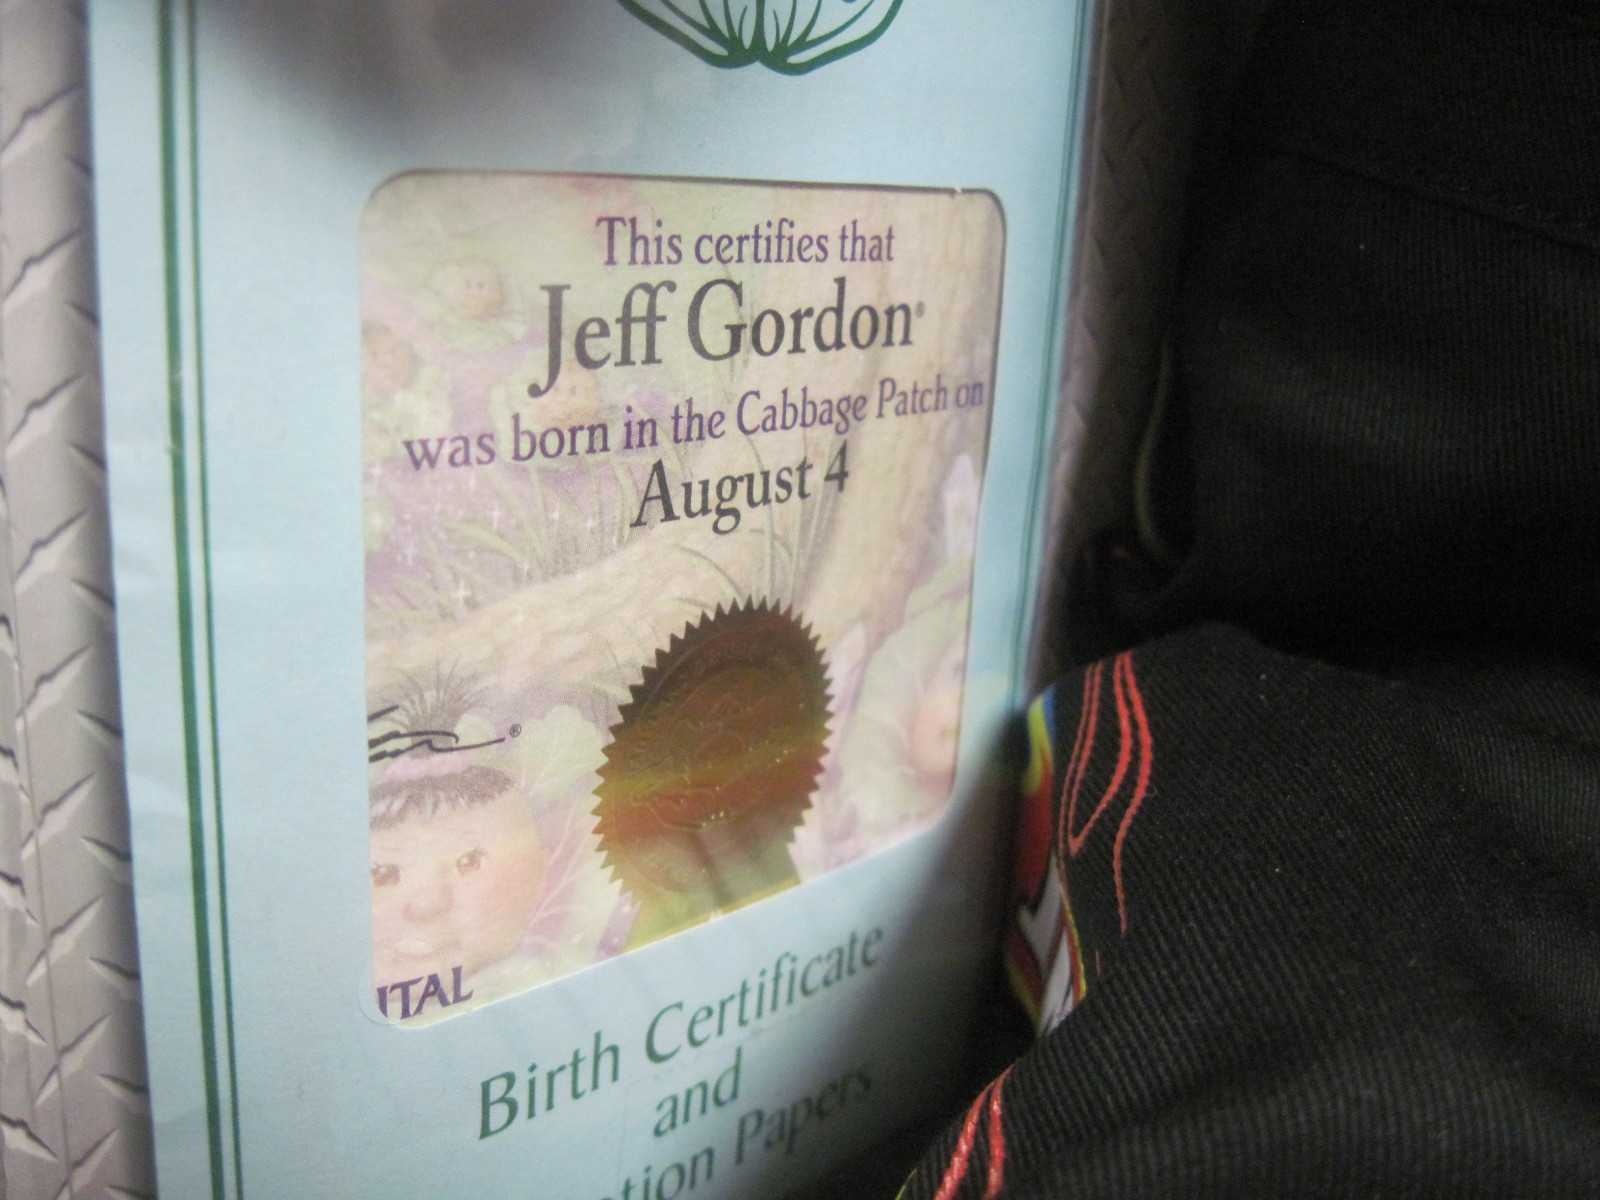 This certifies that
Jeff Gordon®
was born in the Cabbage Patch on
August 4
®
ITAL
Birth Certificate
and
tion Papers